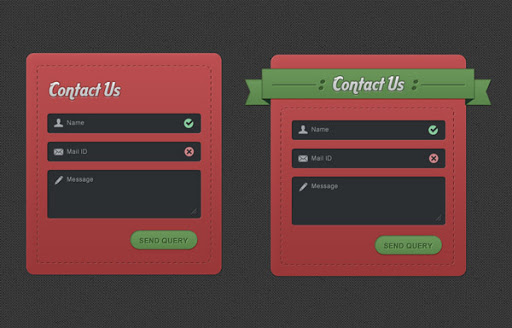 Contact Us
Name
Mail ID
Message
SEND QUERY
Contact Us
Name
Mail ID
Message
SEND QUERY